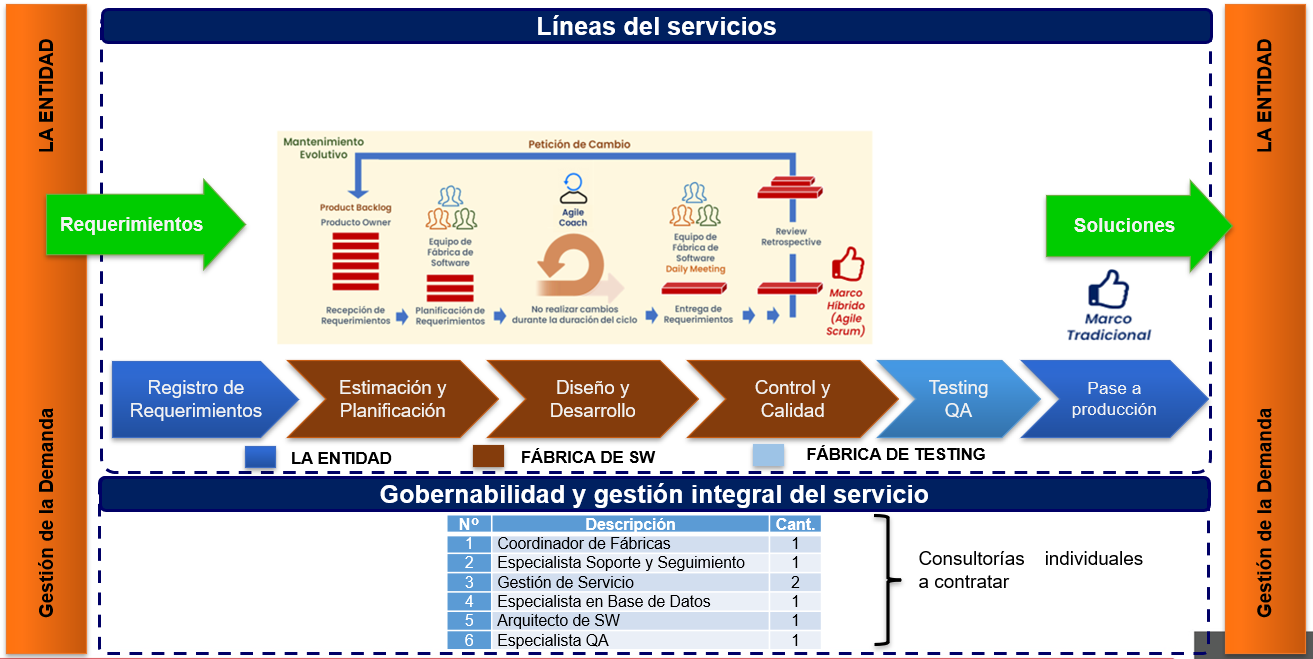 Líneas del servicios
LA ENTIDAD
Gestión de la Demanda
Requerimientos
Mantenimiento
Evolutivo
Petición de Cambio
Product Backlog
Producto Owner
Recepción de
Requerimientos
Equipo de
Fábrica de
Software
Planificación de
Requerimientos
Agile
Coach
No realizar cambios
durante la duración del ciclo
Equipo de
Fábrica de
Software
Daily Meeting
Entrega de
Requerimientos
Review
Retrospective
Marco
Híbrido
(Agile
Scrum)
Soluciones
Marco
Tradicional
LA ENTIDAD
Gestión de la Demanda
Registro de
Requerimientos
Estimación y
Planificación
Diseño y
Desarrollo
Control y
Calidad
Testing
QA
Pase a
producción
LA ENTIDAD
FÁBRICA DE SW
FÁBRICA DE TESTING
Gobernabilidad y gestión integral del servicio
Nº Descripción Cant.
1 Coordinador de Fábricas 1
2 Especialista Soporte y Seguimiento 1
3 Gestión de Servicio 2
4 Especialista en Base de Datos 1
5 Arquitecto de SW 1
6 Especialista QA 1
Consultorías individuales
a contratar